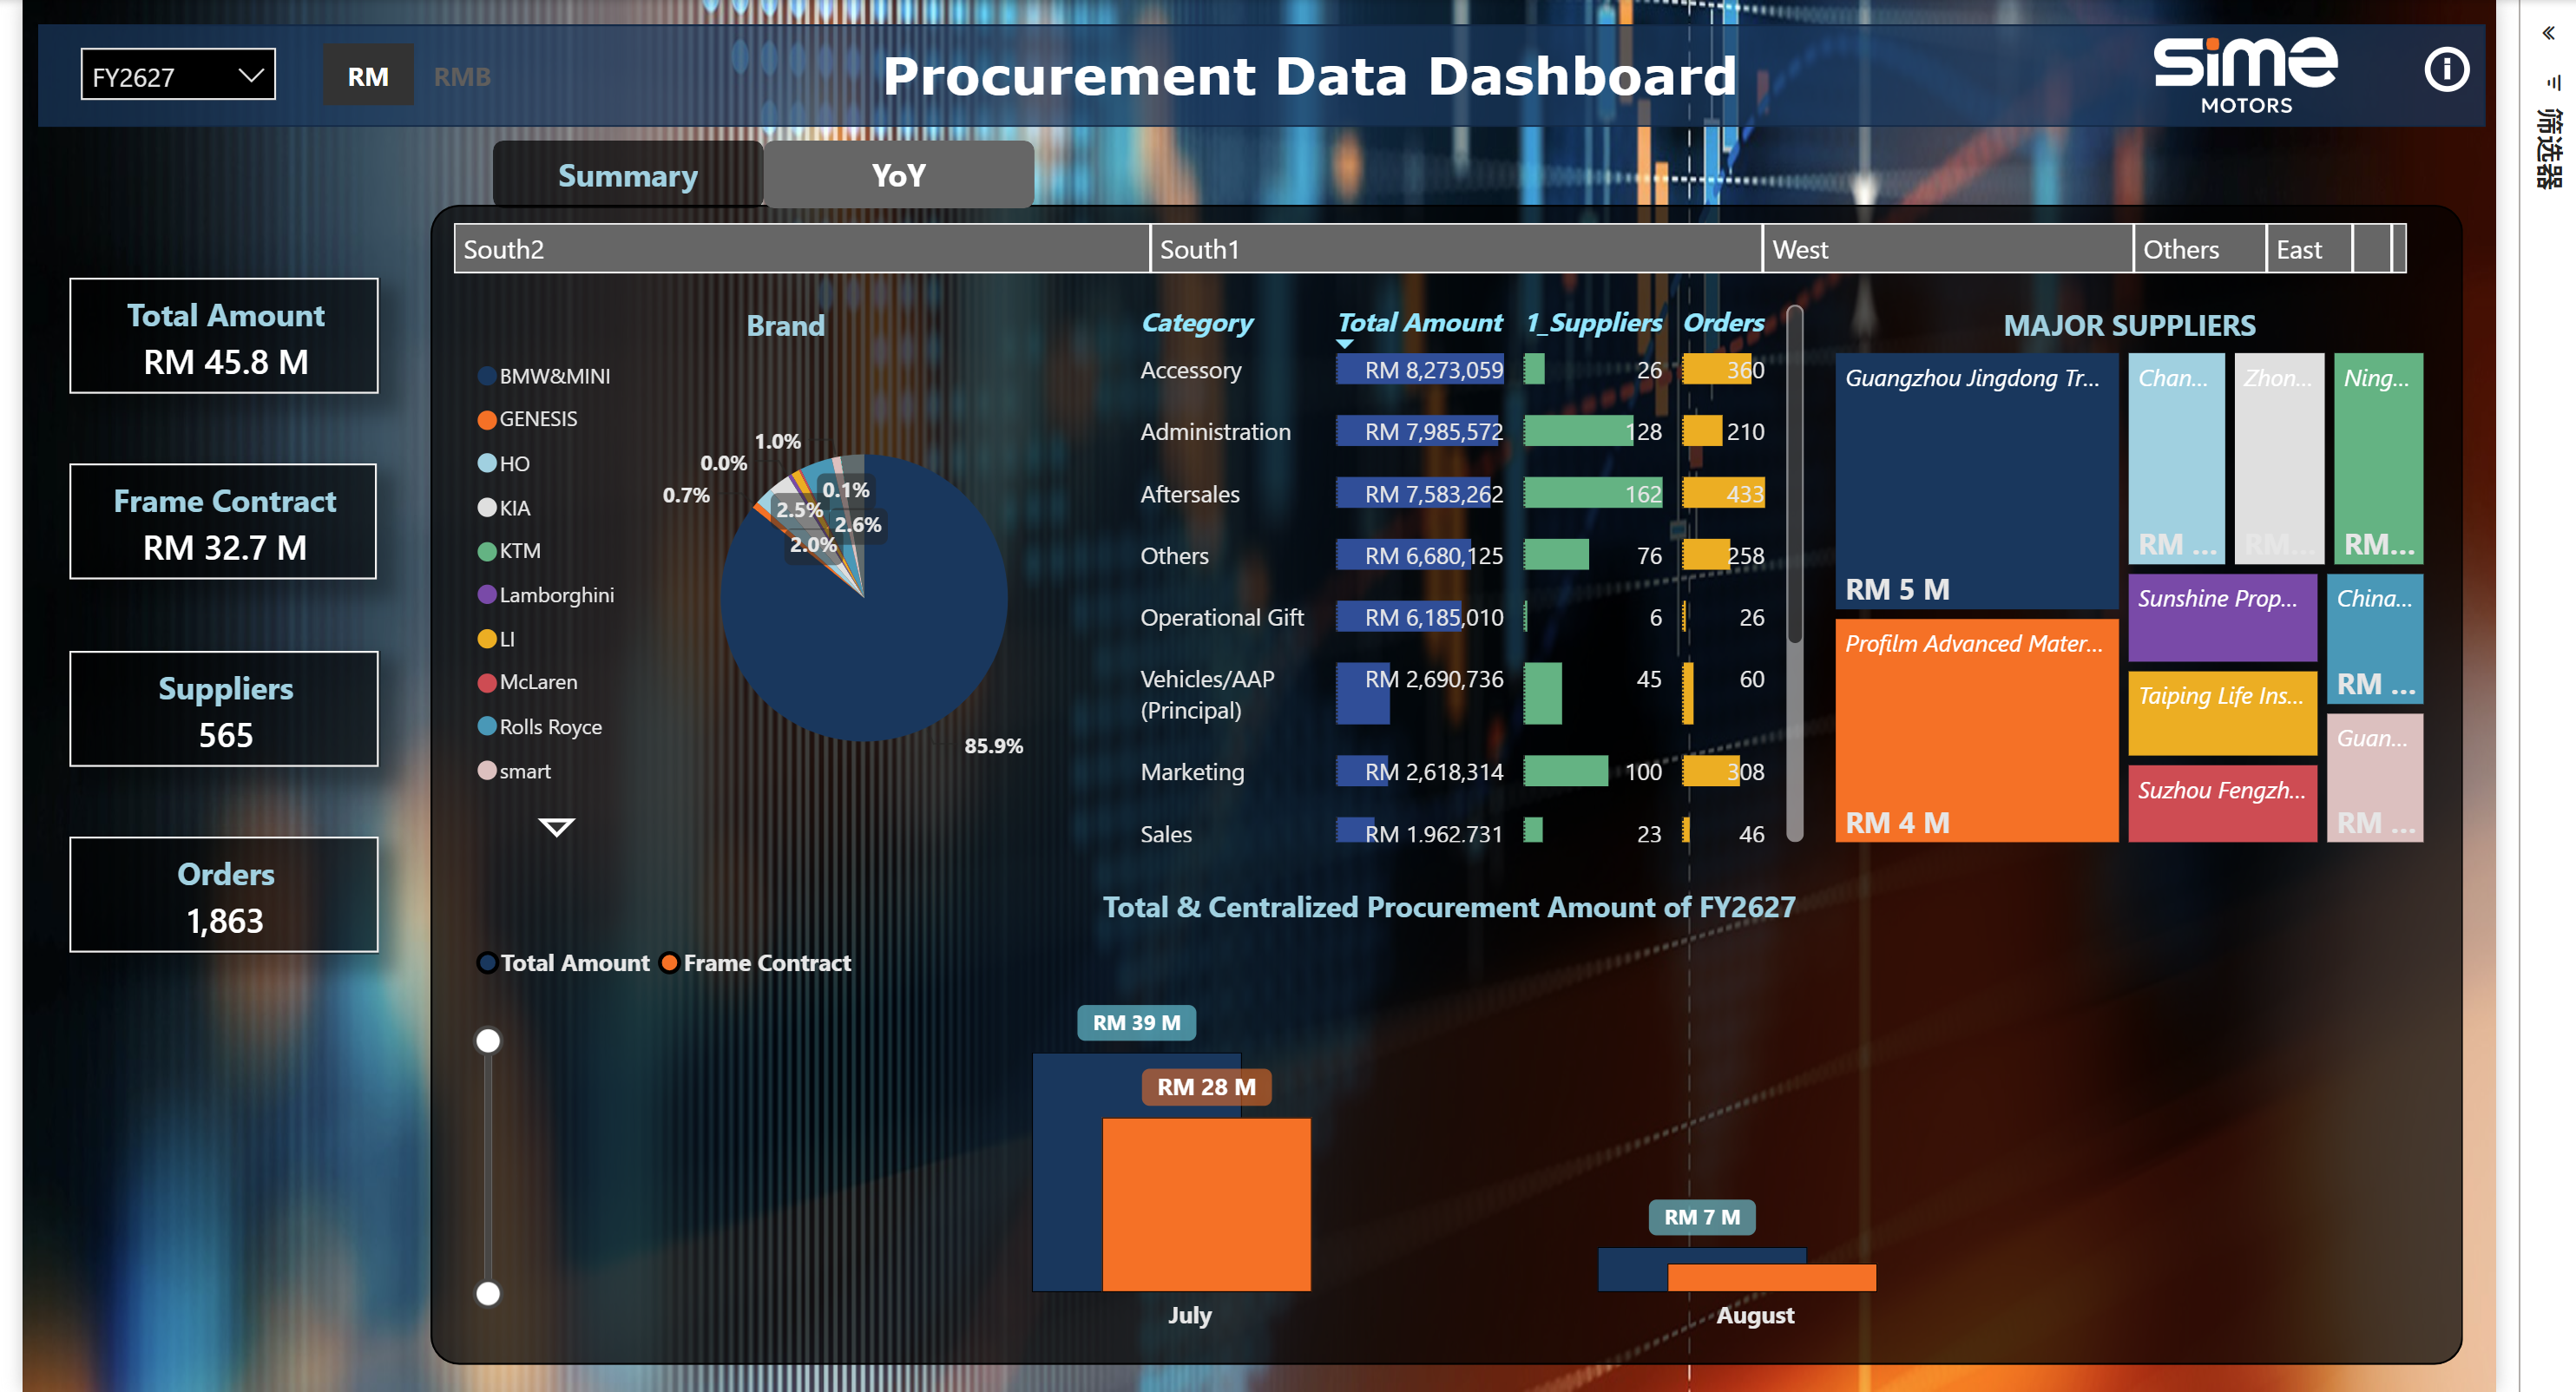 FY2627
RM
RMB
Procurement Data Dashboard
sime
MOTORS
筛选器
Summary
YoY
South2
South1
West
Others
East
Total Amount
RM 45.8 M
Frame Contract
RM 32.7 M
Suppliers
565
Orders
1,863
Brand
BMW&MINI
GENESIS
HO
KIA
KTM
Lamborghini
LI
McLaren
Rolls Royce
smart
1.0%
0.0%
0.7%
0.1%
2.5%
2.6%
2.0%
85.9%
Category Total Amount 1_Suppliers Orders
Accessory RM 8,273,059 26 360
Administration RM 7,985,572 128 210
Aftersales RM 7,583,262 162 433
Others RM 6,680,125 76 258
Operational Gift RM 6,185,010 6 26
Vehicles/AAP
(Principal) RM 2,690,736 45 60
Marketing RM 2,618,314 100 308
Sales RM 1,962,731 23 46
MAJOR SUPPLIERS
Guangzhou Jingdong Tr...
RM 5 M
Profilm Advanced Mater...
RM 4 M
Chan...
RM ...
Zhon...
RM...
Ning...
RM...
Sunshine Prop...
Taiping Life Ins...
Suzhou Fengzh...
China...
RM ...
Guan...
RM ...
Total & Centralized Procurement Amount of FY2627
Total Amount
Frame Contract
RM 39 M
RM 28 M
RM 7 M
July
August